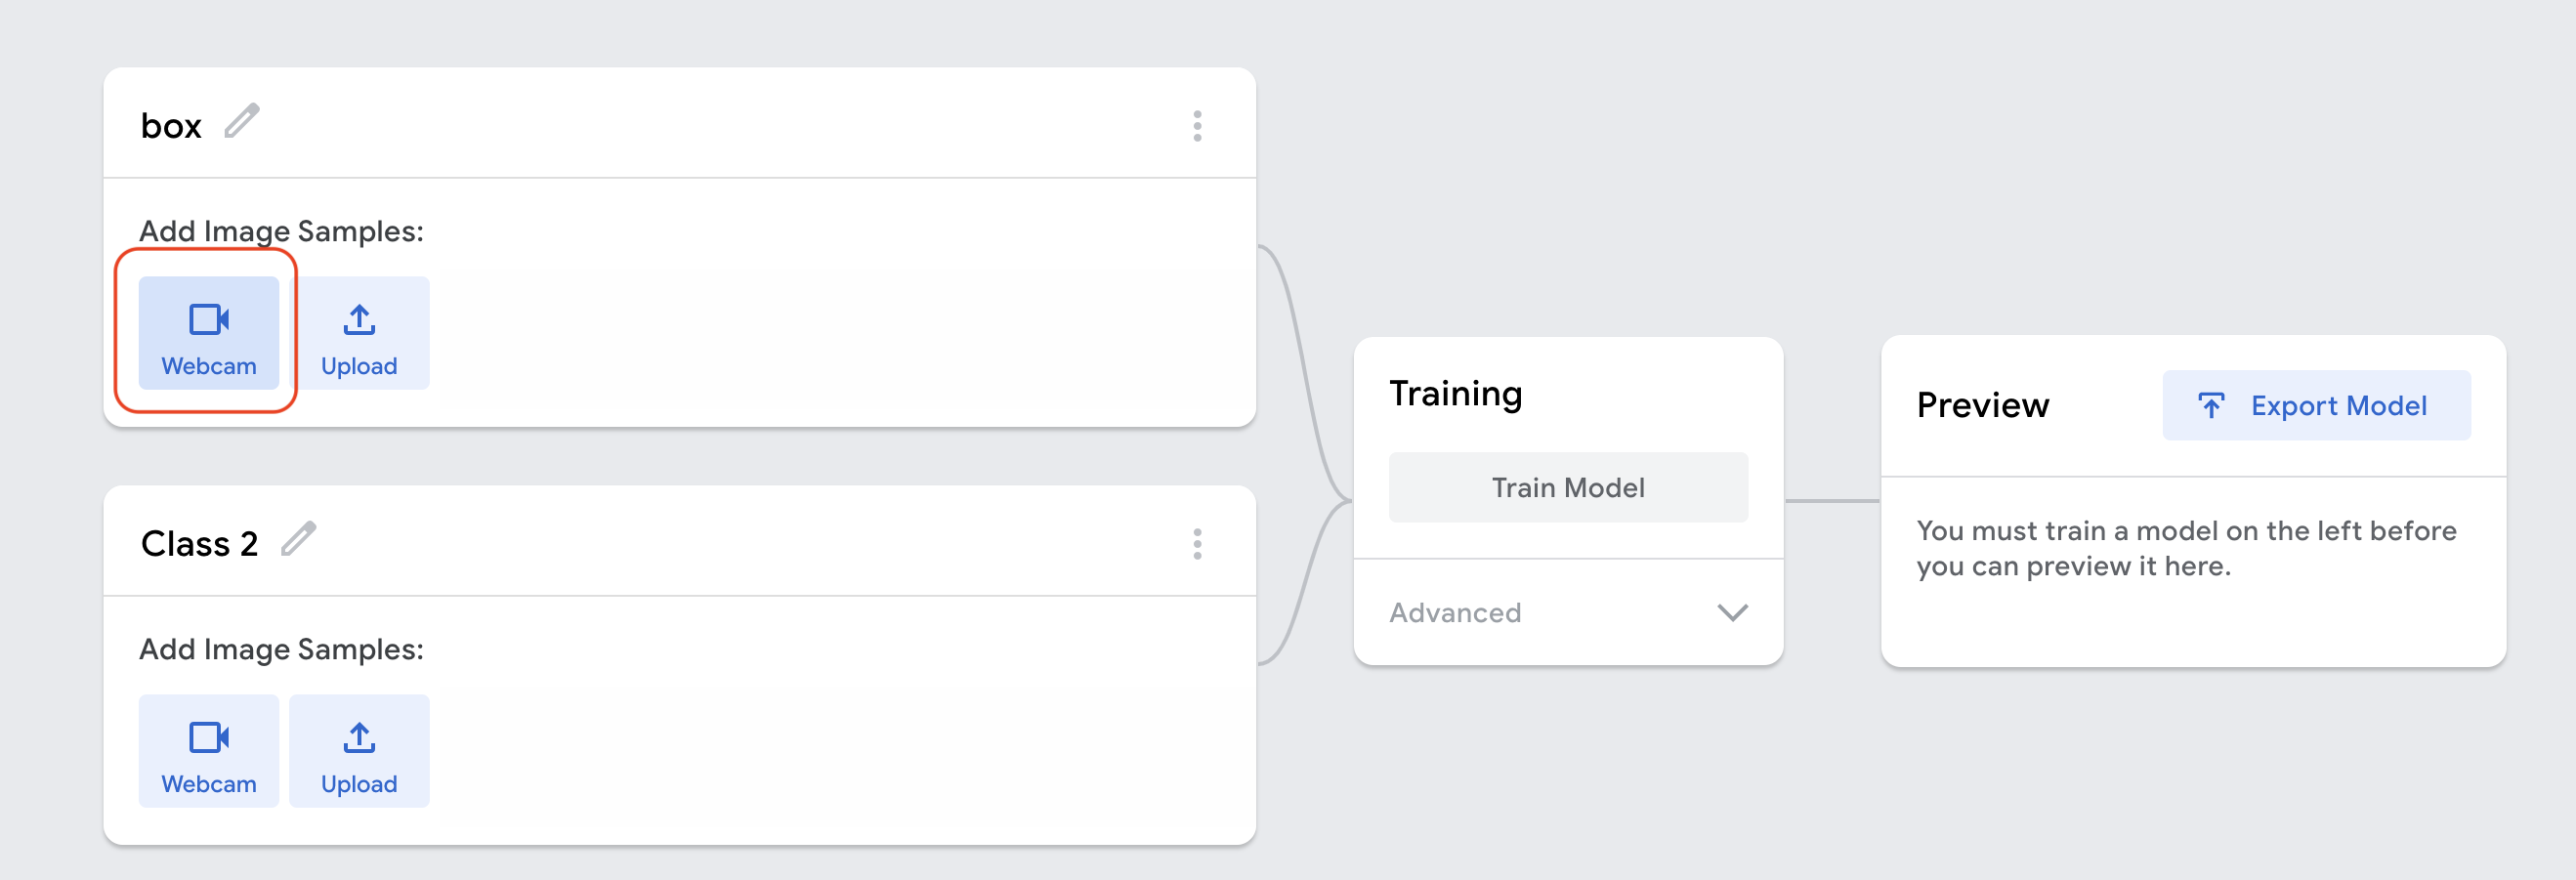 box
Add Image Samples:
Webcam
Upload
Class 2
Add Image Samples:
Webcam
Upload
Training
Train Model
Advanced
Preview
Export Model
You must train a model on the left before
you can preview it here.